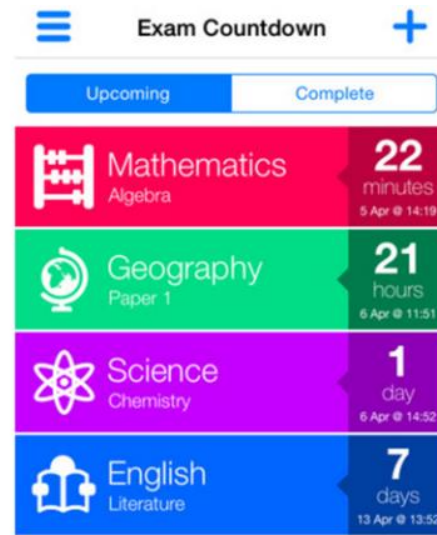 Exam Countdown
Upcoming Complete
Mathematics
Algebra
22
minutes
5 Apr @ 14:19
Geography
Paper 1
21
hours
6 Apr @ 11:51
Science
Chemistry
1
day
6 Apr @ 14:52
English
Literature
7
days
13 Apr @ 13:52